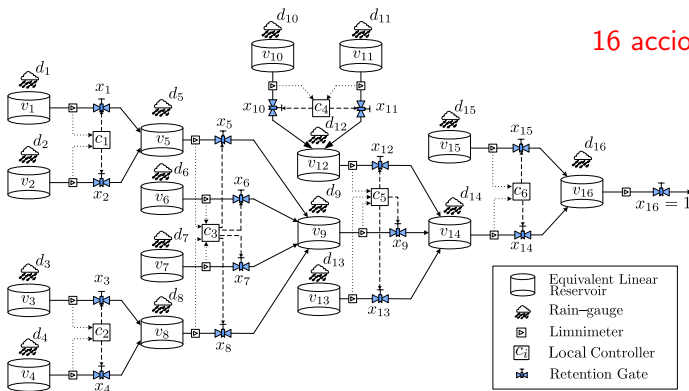 16 accio
d10
d11
v10
v11
x10
c4
x11
d12
d1
v1
x1
d5
c1
v5
x5
d2
v2
x2
d6
v6
x6
c3
d7
v7
x7
d3
v3
x3
d8
c2
v8
x8
d4
v4
x4
v12
x12
d9
v9
c5
x9
d13
v13
x13
d14
v14
d15
v15
x15
c6
x14
d16
v16
x16 = 1
Equivalent Linear
Reservoir
Rain–gauge
Limnimeter
ci
Local Controller
Retention Gate